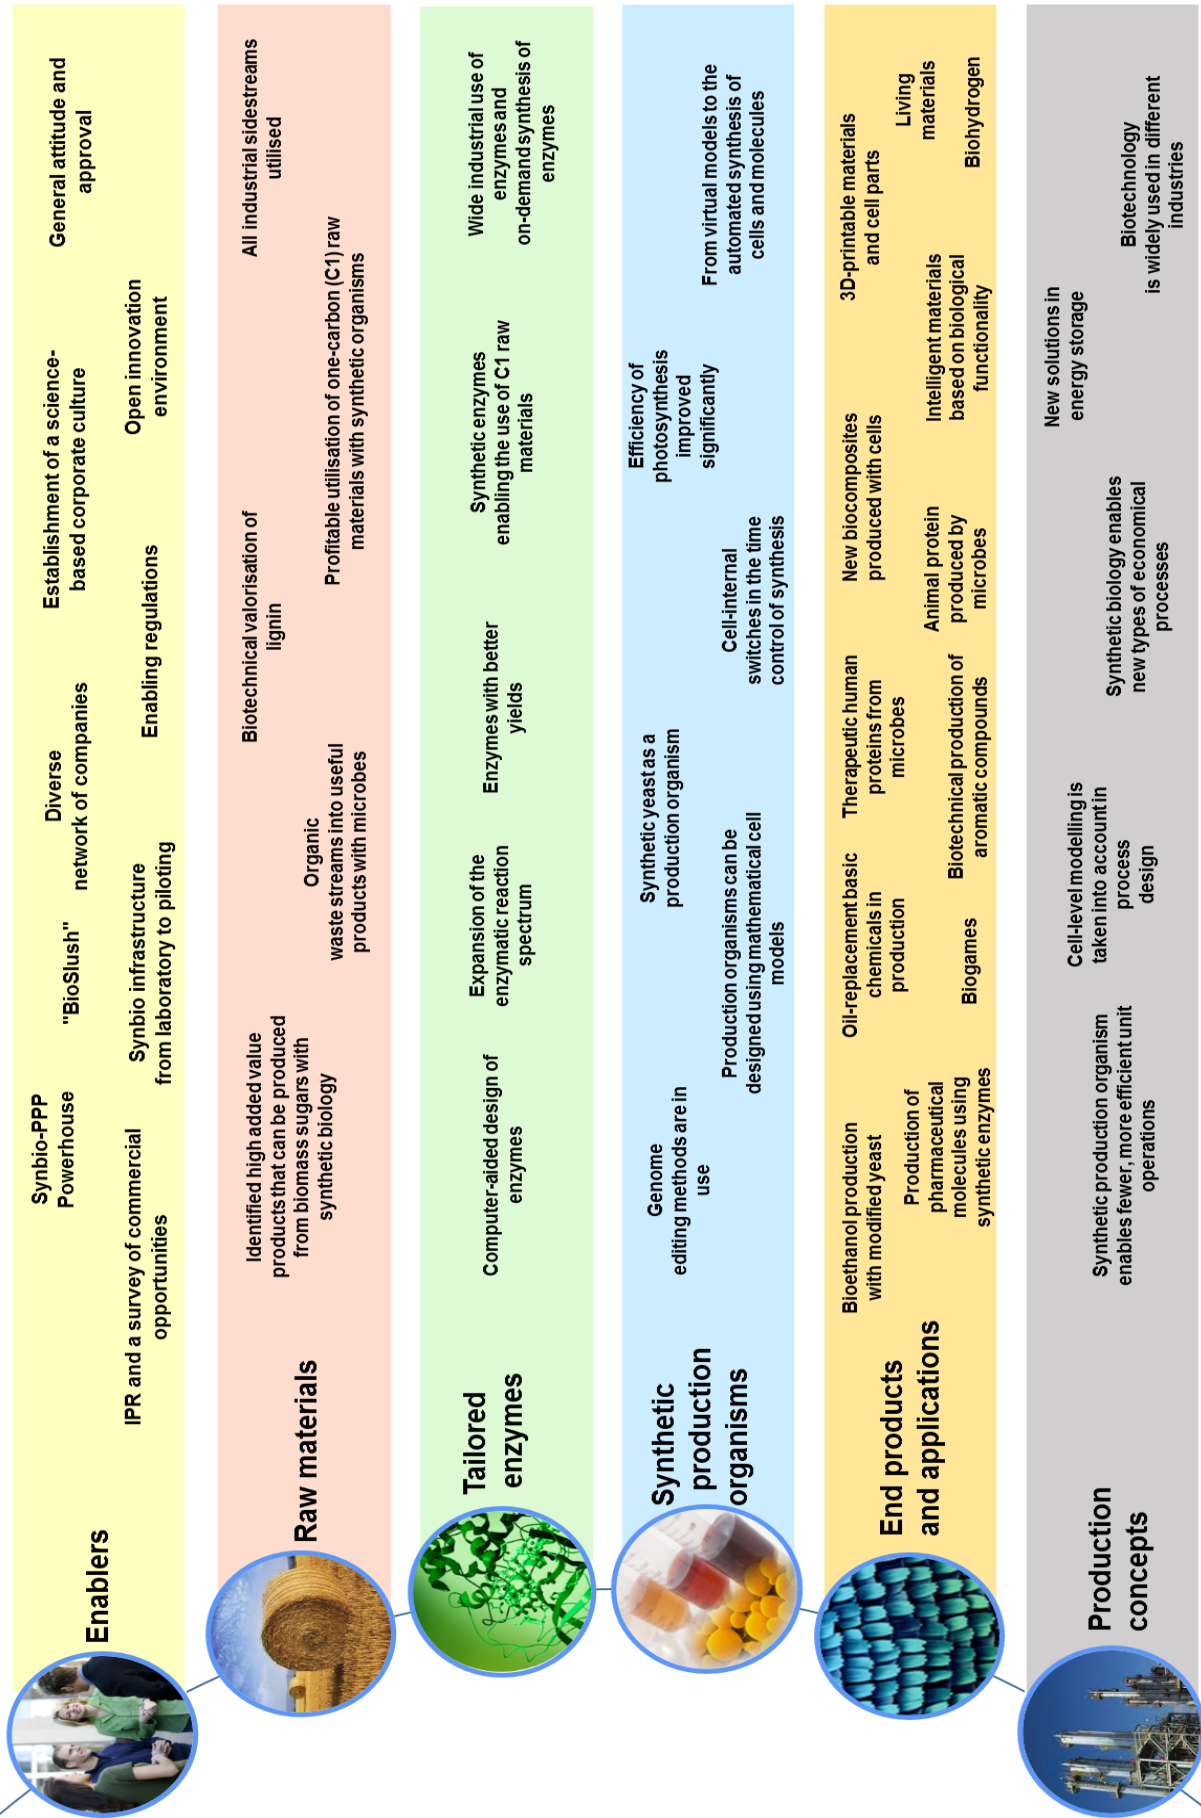 Enablers
IPR and a survey of commercial
opportunities
Synbio-PPP
Powerhouse
Synbio infrastructure
from laboratory to piloting
"BioSlush"
Diverse
network of companies
Enabling regulations
Establishment of a science-
based corporate culture
Open innovation
environment
General attitude and
approval
Raw materials
Identified high added value
products that can be produced
from biomass sugars with
synthetic biology
Organic
waste streams into useful
products with microbes
Biotechnical valorisation of
lignin
Profitable utilisation of one-carbon (C1) raw
materials with synthetic organisms
All industrial sidestreams
utilised
Tailored
enzymes
Computer-aided design of
enzymes
Expansion of the
enzymatic reaction
spectrum
Enzymes with better
yields
Synthetic enzymes
enabling the use of C1 raw
materials
Wide industrial use of
enzymes and
on-demand synthesis of
enzymes
Synthetic
production
organisms
Genome
editing methods are in
use
Production organisms can be
designed using mathematical cell
models
Synthetic yeast as a
production organism
Cell-internal
switches in the time
control of synthesis
Efficiency of
photosynthesis
improved
significantly
From virtual models to the
automated synthesis of
cells and molecules
End products
and applications
Bioethanol production
with modified yeast
Production of
pharmaceutical
molecules using
synthetic enzymes
Oil-replacement basic
chemicals in
production
Biogames
Therapeutic human
proteins from
microbes
Biotechnical production of
aromatic compounds
New biocomposites
produced with cells
Animal protein
produced by
microbes
3D-printable materials
and cell parts
Intelligent materials
based on biological
functionality
Living
materials
Biohydrogen
Production
concepts
Synthetic production organism
enables fewer, more efficient unit
operations
Cell-level modelling is
taken into account in
process
design
Synthetic biology enables
new types of economical
processes
New solutions in
energy storage
Biotechnology
is widely used in different
industries